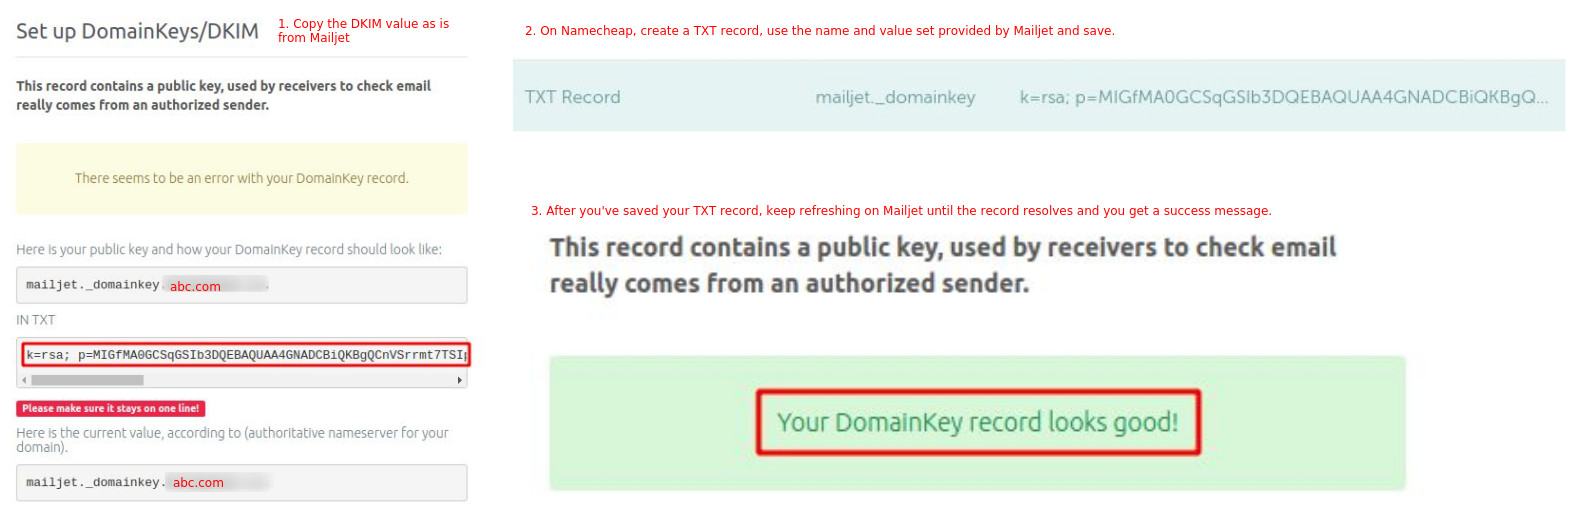 Set up DomainKeys/DKIM
1. Copy the DKIM value as is
from Mailjet
This record contains a public key, used by receivers to check email
really comes from an authorized sender.
There seems to be an error with your DomainKey record.
Here is your public key and how your DomainKey record should look like:
mailjet._domainkey. abc.com
IN TXT
k=rsa; p=MIGfMA0GCSqGSIb3DQEBAQUAA4GNADCBiQKBgQCnVSrrmt7TSIp
Please make sure it stays on one line!
Here is the current value, according to (authoritative nameserver for your
domain).
mailjet._domainkey. abc.com
2. On Namecheap, create a TXT record, use the name and value set provided by Mailjet and save.
TXT Record mailjet._domainkey k=rsa; p=MIGfMA0GCSqGSIb3DQEBAQUAA4GNADCBiQKBgQ...
3. After you've saved your TXT record, keep refreshing on Mailjet until the record resolves and you get a success message.
This record contains a public key, used by receivers to check email
really comes from an authorized sender.
Your DomainKey record looks good!